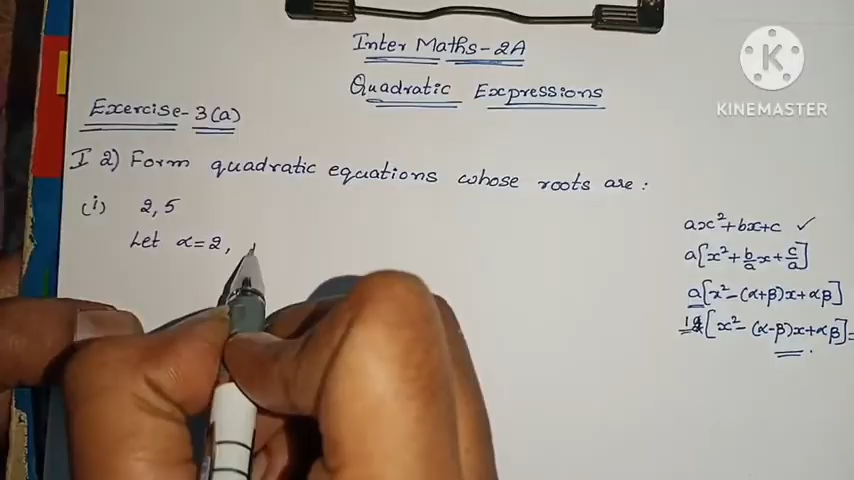 Inter Maths-2A
Quadratic Expressions
Exercise-3(a)
I 2) Form quadratic equations whose roots are :
(i) 2, 5
Let α=2,
ax²+bx+c ✓
a[x²+b/a x+c/a]
a[x²-(α+β)x+αβ]
[x²-(α-β)x+αβ]=
K
KINEMASTER